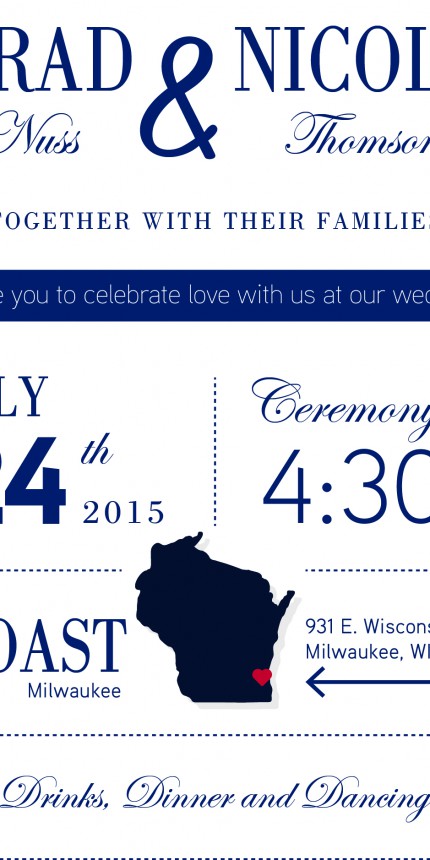 RAD & NICOL
Nuss Thomson
TOGETHER WITH THEIR FAMILIES
e you to celebrate love with us at our wed
LY
24 th
2015
Ceremony
4:30
OAST
Milwaukee
931 E. Wiscons
Milwaukee, WI
Drinks, Dinner and Dancing